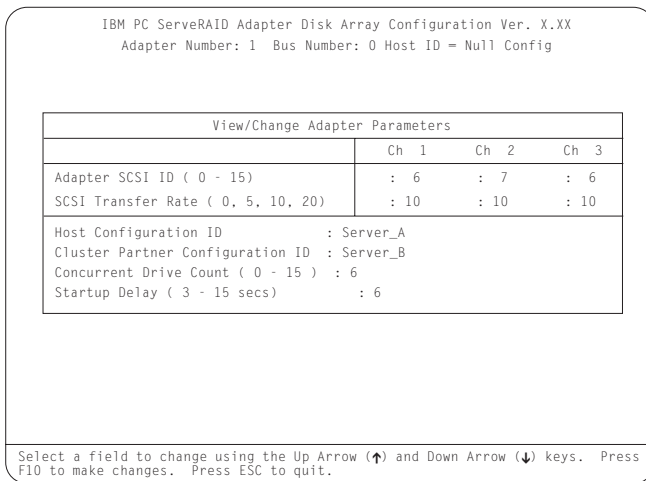 IBM PC ServeRAID Adapter Disk Array Configuration Ver. X.XX
Adapter Number: 1 Bus Number: 0 Host ID = Null Config
View/Change Adapter Parameters
Ch 1 Ch 2 Ch 3
Adapter SCSI ID ( 0 - 15) : 6 : 7 : 6
SCSI Transfer Rate ( 0, 5, 10, 20) : 10 : 10 : 10
Host Configuration ID : Server_A
Cluster Partner Configuration ID : Server_B
Concurrent Drive Count ( 0 - 15 ) : 6
Startup Delay ( 3 - 15 secs) : 6
Select a field to change using the Up Arrow (↑) and Down Arrow (↓) keys. Press
F10 to make changes. Press ESC to quit.